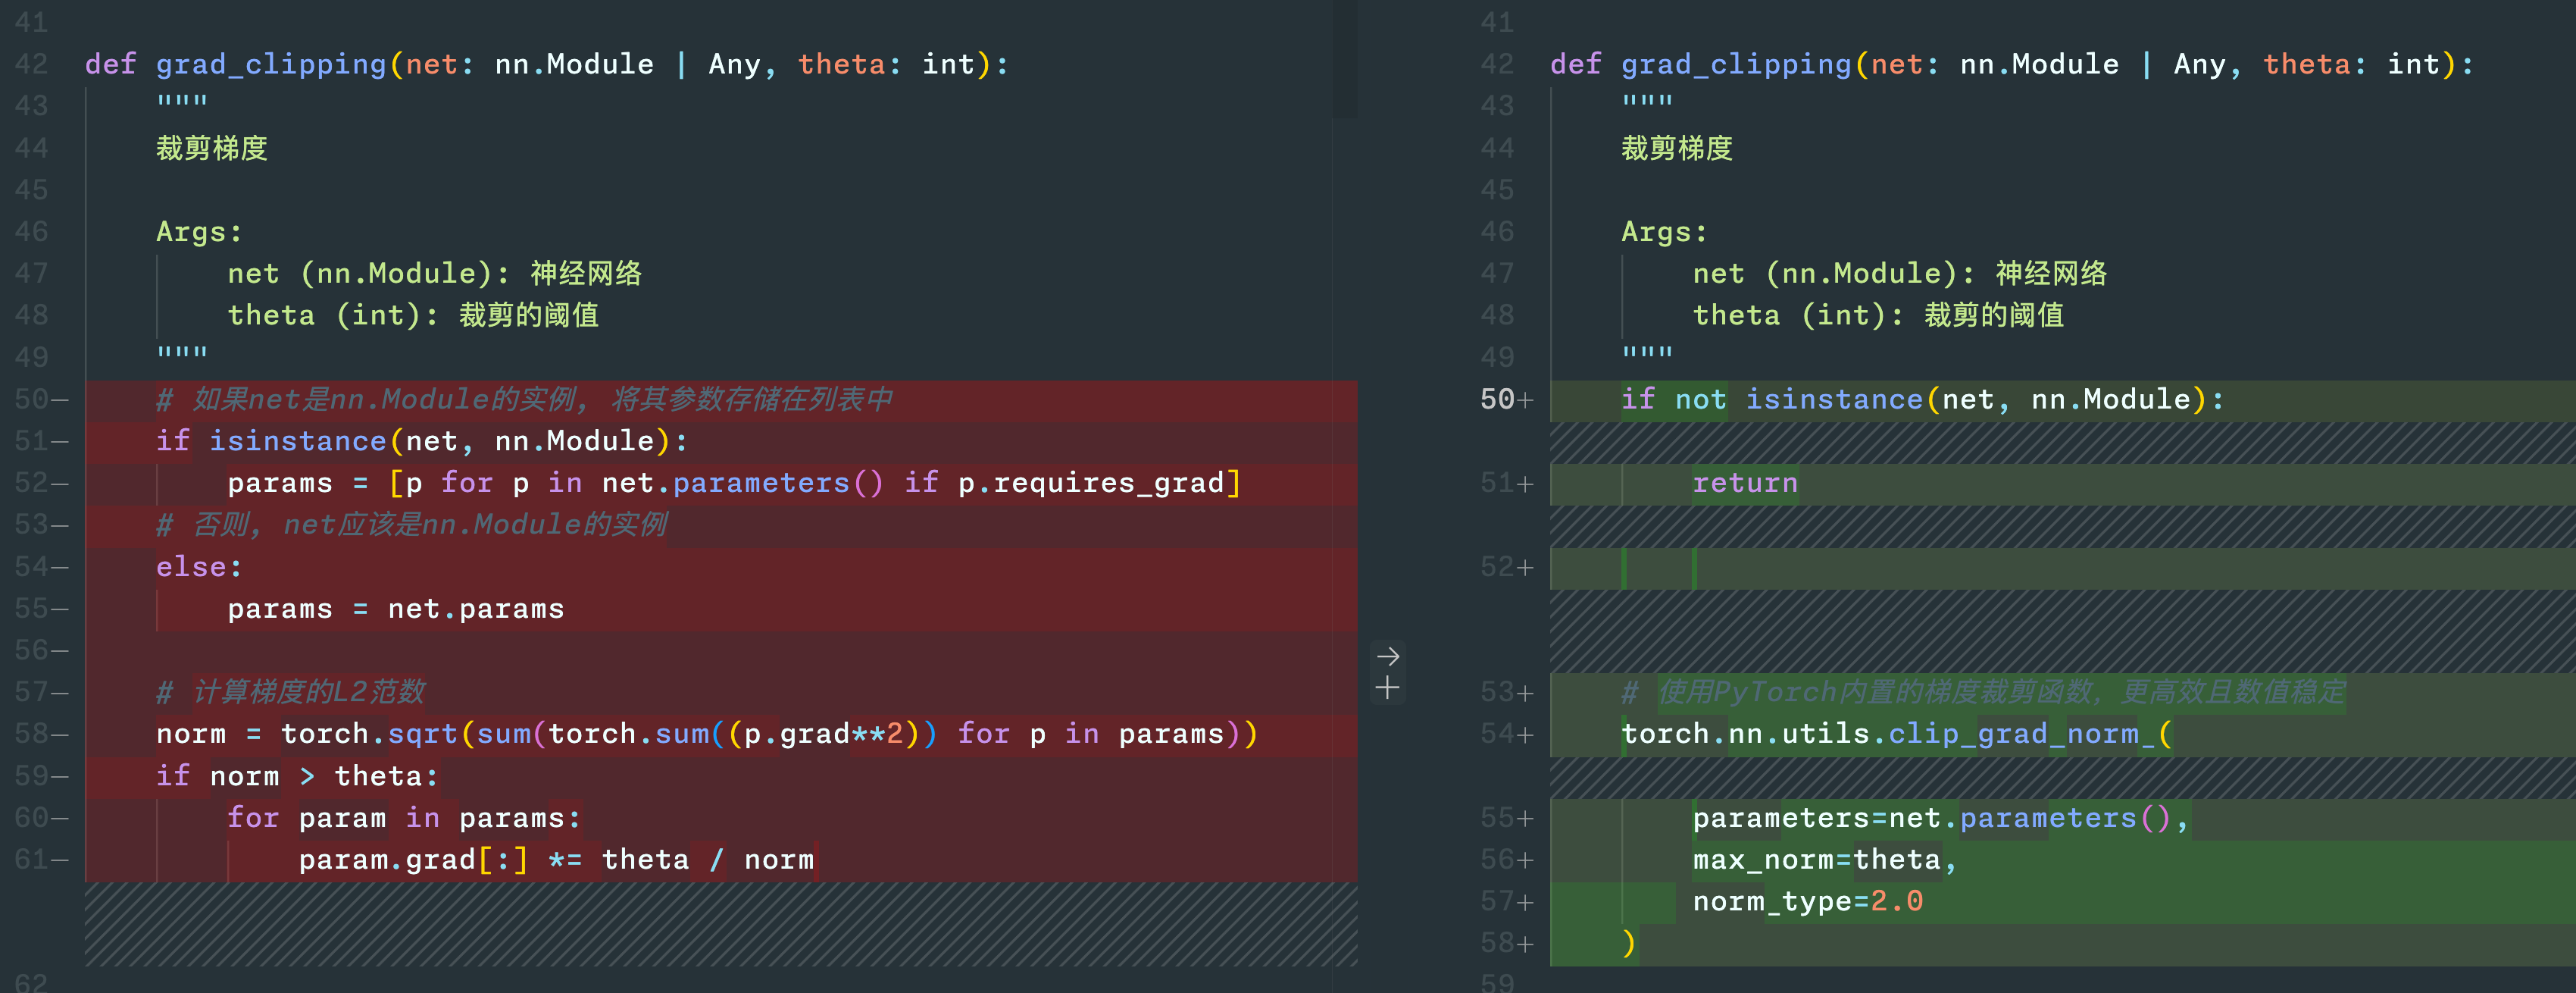 41
42 def grad_clipping(net: nn.Module | Any, theta: int):
43 """
44 裁剪梯度
45
46 Args:
47 net (nn.Module): 神经网络
48 theta (int): 裁剪的阈值
49 """
50— # 如果net是nn.Module的实例, 将其参数存储在列表中
51— if isinstance(net, nn.Module):
52— params = [p for p in net.parameters() if p.requires_grad]
53— # 否则, net应该是nn.Module的实例
54— else:
55— params = net.params
56—
57— # 计算梯度的L2范数
58— norm = torch.sqrt(sum(torch.sum((p.grad**2)) for p in params))
59— if norm > theta:
60— for param in params:
61— param.grad[:] *= theta / norm
62
41
42 def grad_clipping(net: nn.Module | Any, theta: int):
43 """
44 裁剪梯度
45
46 Args:
47 net (nn.Module): 神经网络
48 theta (int): 裁剪的阈值
49 """
50+ if not isinstance(net, nn.Module):
51+ return
52+
53+ # 使用PyTorch内置的梯度裁剪函数，更高效且数值稳定
54+ torch.nn.utils.clip_grad_norm_(
55+ parameters=net.parameters(),
56+ max_norm=theta,
57+ norm_type=2.0
58+ )
59